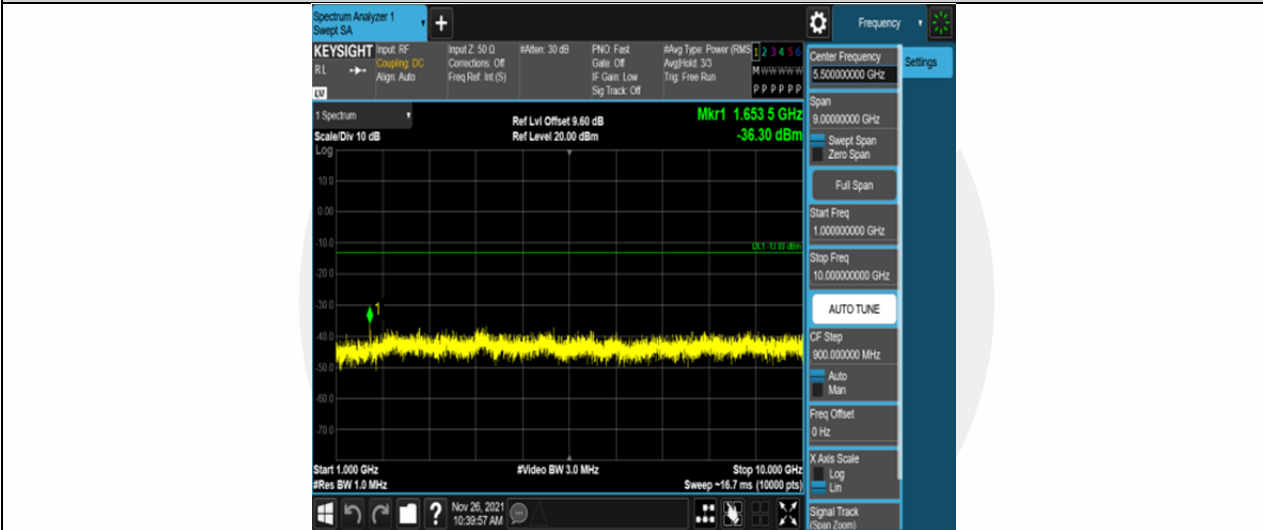 Spectrum Analyzer 1
Swept SA
+
Frequency
KEYSIGHT
RL
LV
Input: RF
Coupling: DC
Align: Auto
Input Z: 50 Ω
Corrections: Off
Freq Ref: Int (S)
#Atten: 30 dB
PNO: Fast
Gate: Off
IF Gain: Low
Sig Track: Off
#Avg Type: Power (RMS
Avg|Hold: 3/3
Trig: Free Run
1 2 3 4 5 6
M W W W W W
P P P P P P
1 Spectrum
Scale/Div 10 dB
Ref Lvl Offset 9.60 dB
Ref Level 20.00 dBm
Mkr1 1.653 5 GHz
-36.30 dBm
Log
10.0
0.00
-10.0
DL1 -13.00 dBm
-20.0
-30.0
1
-40.0
-50.0
-60.0
-70.0
Start 1.000 GHz
#Res BW 1.0 MHz
#Video BW 3.0 MHz
Stop 10.000 GHz
Sweep ~16.7 ms (10000 pts)
?
Nov 26, 2021
10:39:57 AM
Center Frequency
5.500000000 GHz
Settings
Span
9.00000000 GHz
Swept Span
Zero Span
Full Span
Start Freq
1.000000000 GHz
Stop Freq
10.000000000 GHz
AUTO TUNE
CF Step
900.000000 MHz
Auto
Man
Freq Offset
0 Hz
X Axis Scale
Log
Lin
Signal Track
(Span Zoom)